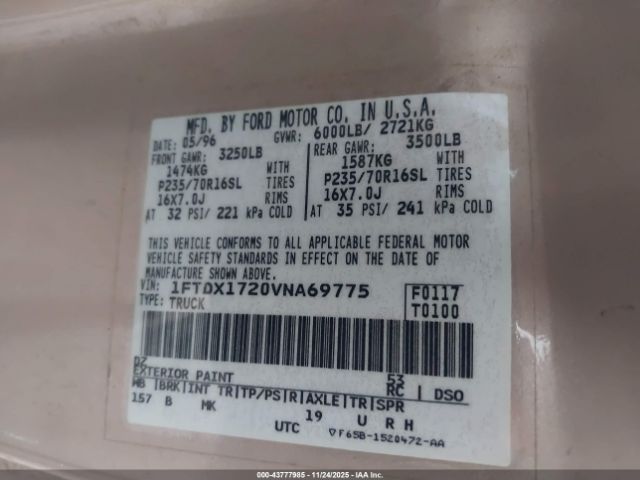 MFD. BY FORD MOTOR CO. IN U.S.A.
DATE: 05/96 GVWR: 6000LB/ 2721KG
FRONT GAWR: 3250LB REAR GAWR: 3500LB
1474KG WITH 1587KG WITH
P235/70R16SL TIRES P235/70R16SL TIRES
16X7.0J RIMS 16X7.0J RIMS
AT 32 PSI/ 221 kPa COLD AT 35 PSI/ 241 kPa COLD
THIS VEHICLE CONFORMS TO ALL APPLICABLE FEDERAL MOTOR
VEHICLE SAFETY STANDARDS IN EFFECT ON THE DATE OF
MANUFACTURE SHOWN ABOVE.
VIN: 1FTDX1720VNA69775 F0117
TYPE: TRUCK T0100
DZ 53
EXTERIOR PAINT RC DSO
WB BRK INT TR TP/PS R AXLE TR SPR
157 B MK 19 U R H
UTC ▽F65B-1520472-AA
000-43777985 | 11/24/2025 | © IAA, Inc.